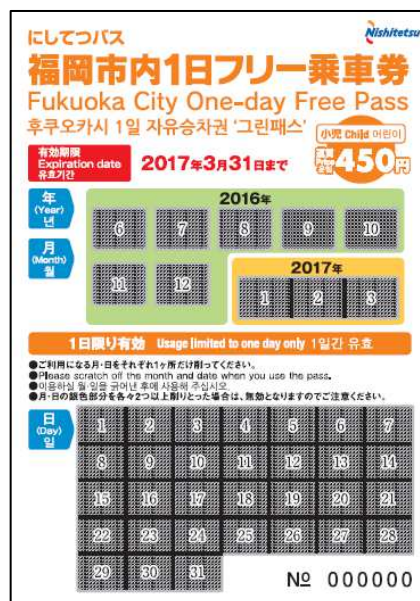 Nishitetsu
にしてつバス
福岡市内1日フリー乗車券
Fukuoka City One-day Free Pass
후쿠오카시 1일 자유승차권 '그린패스'
小児 Child 어린이
450円
有効期限
Expiration date
유효기간
2017年3月31日まで
年
(Year)
년
2016年
6 7 8 9 10
月
(Month)
월
11 12
2017年
1 2 3
1日限り有効 Usage limited to one day only 1일간 유효
●ご利用になる月・日をそれぞれ1ヶ所だけ削ってください。
●Please scratch off the month and date when you use the pass.
●이용하실 월·일을 긁어낸 후에 사용해 주십시오.
●月・日の銀色部分を各々2つ以上削りとった場合は、無効となりますのでご注意ください。
日
(Day)
일
1 2 3 4 5 6 7
8 9 10 11 12 13 14
15 16 17 18 19 20 21
22 23 24 25 26 27 28
29 30 31
№ 000000